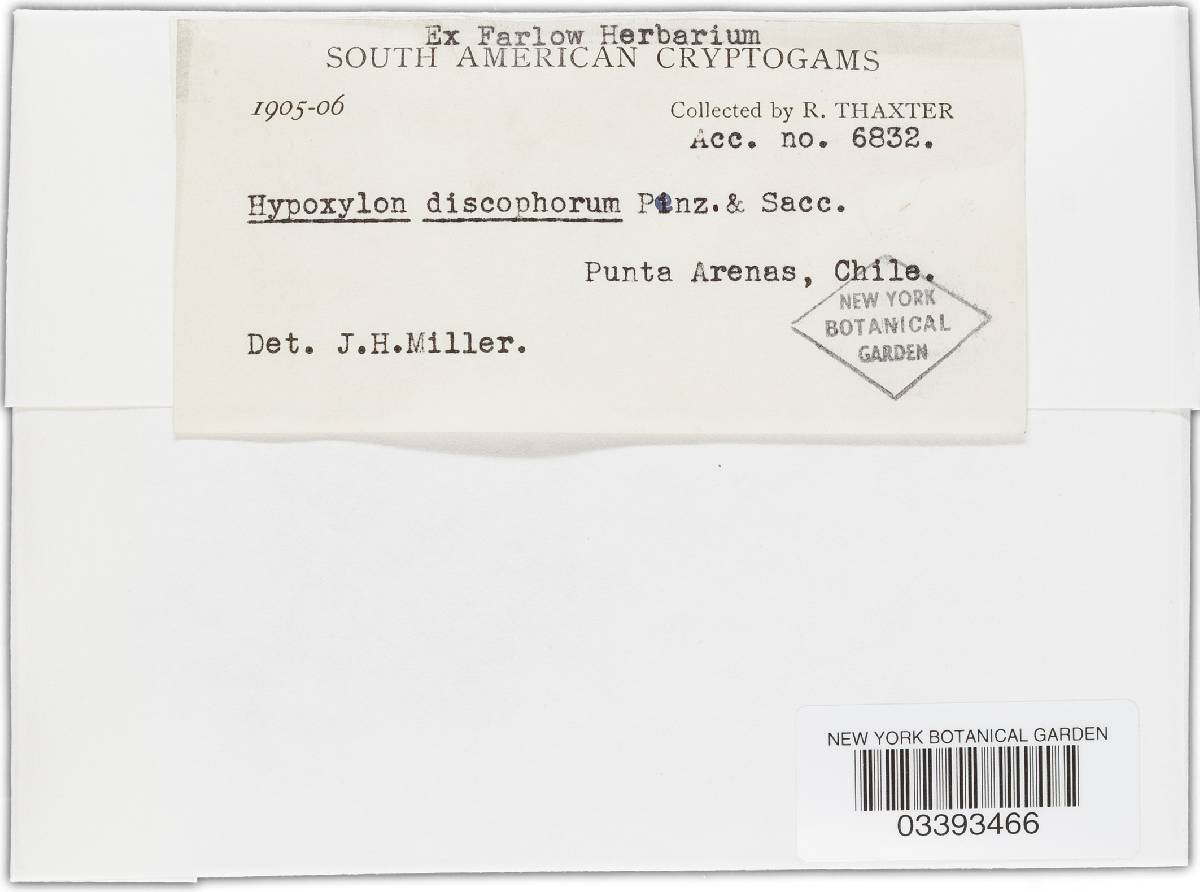 Ex Farlow Herbarium
SOUTH AMERICAN CRYPTOGAMS
1905-06
Collected by R. THAXTER
Acc. no. 6832.
Hypoxylon discophorum Penz. & Sacc.
Punta Arenas, Chile.
NEW YORK
BOTANICAL
GARDEN
Det. J.H.Miller.
NEW YORK BOTANICAL GARDEN
03393466